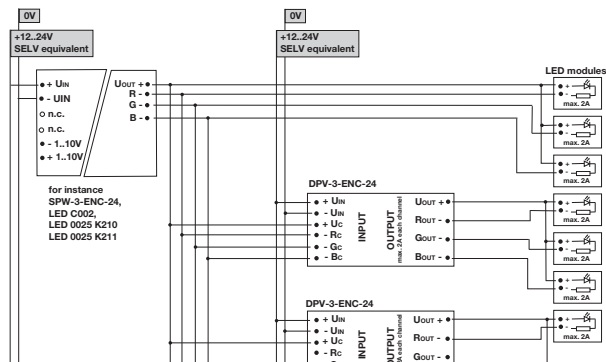 0V
0V
+12..24V
SELV equivalent
+12..24V
SELV equivalent
LED modules
+ UIN
- UIN
n.c.
n.c.
- 1..10V
+ 1..10V
UOUT +
R -
G -
B -
+
-
max. 2A
+
-
max. 2A
+
-
max. 2A
for instance
SPW-3-ENC-24,
LED C002,
LED 0025 K210
LED 0025 K211
DPV-3-ENC-24
+ UIN
- UIN
+ UC
- RC
- GC
- BC
INPUT
OUTPUT
max. 2A each channel
UOUT +
ROUT -
GOUT -
BOUT -
+
-
max. 2A
+
-
max. 2A
+
-
max. 2A
DPV-3-ENC-24
+ UIN
- UIN
+ UC
- RC
INPUT
UOUT +
ROUT -
GOUT -
+
-
max. 2A